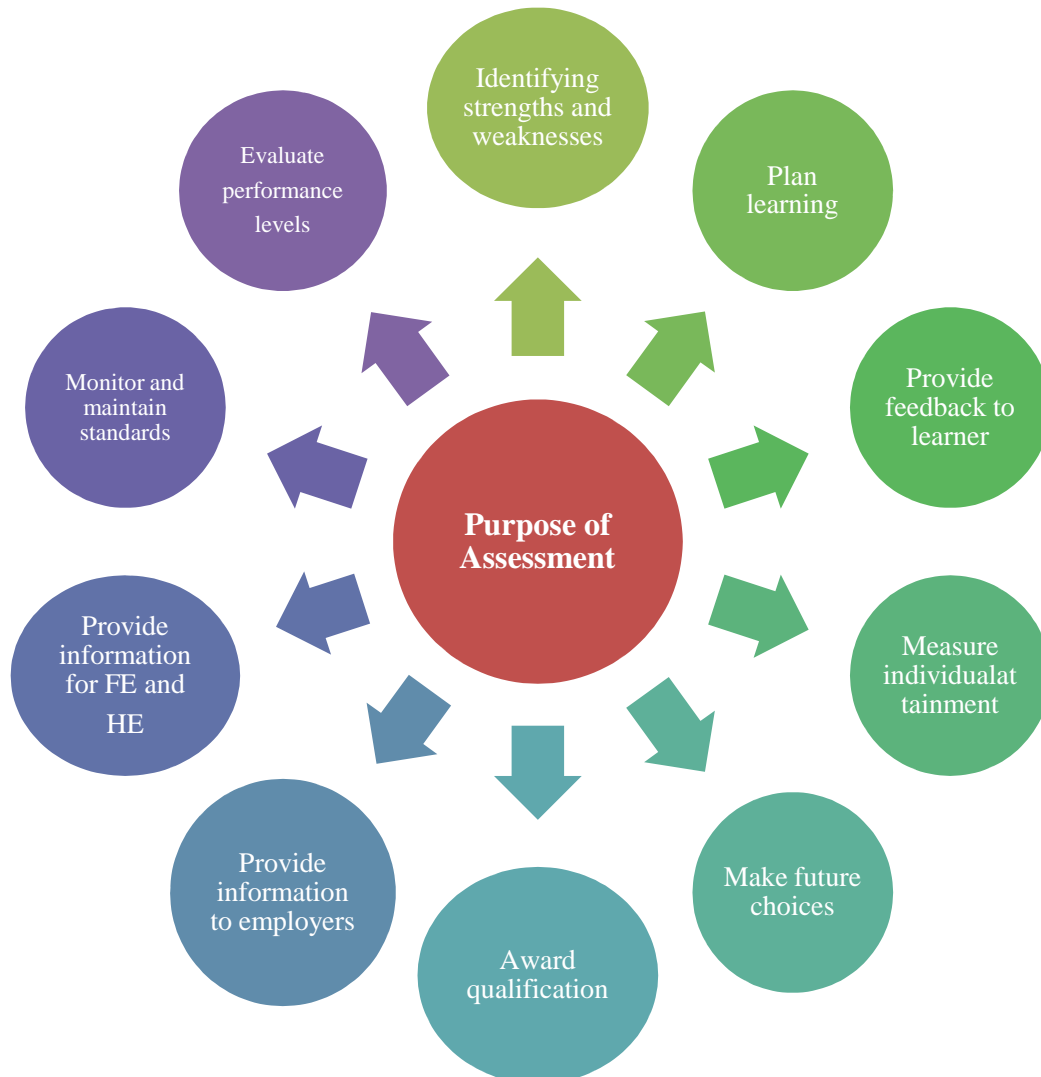 Identifying
strengths and
weaknesses
Evaluate
performance
levels
Plan
learning
Monitor and
maintain
standards
Provide
feedback to
learner
Purpose of
Assessment
Provide
information
for FE and
HE
Measure
individualat
tainment
Provide
information
to employers
Make future
choices
Award
qualification